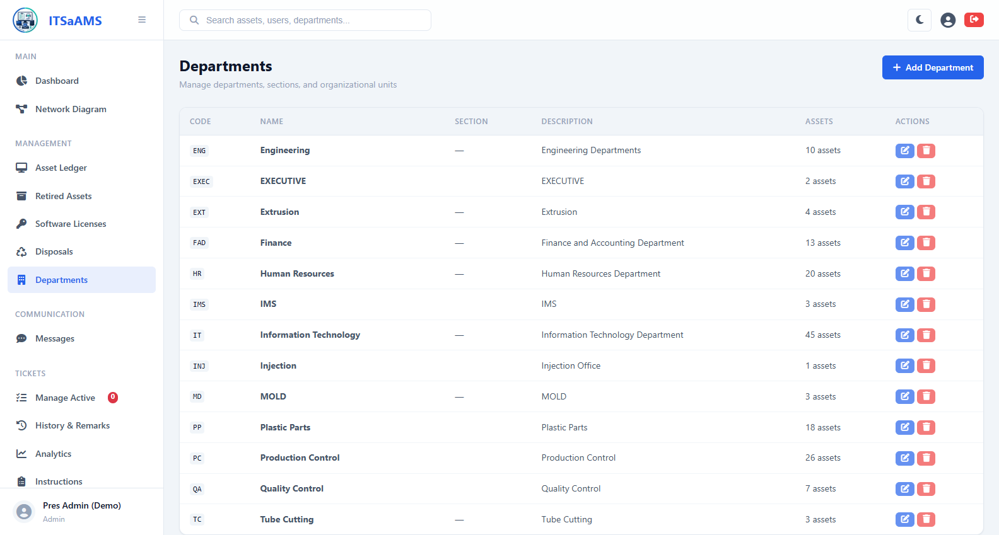 ITSaAMS
Search assets, users, departments...
MAIN
Dashboard
Network Diagram
MANAGEMENT
Asset Ledger
Retired Assets
Software Licenses
Disposals
Departments
COMMUNICATION
Messages
TICKETS
Manage Active 0
History & Remarks
Analytics
Instructions
Pres Admin (Demo)
Admin
Departments
Manage departments, sections, and organizational units
+ Add Department
CODE NAME SECTION DESCRIPTION ASSETS ACTIONS
ENG Engineering — Engineering Departments 10 assets
EXEC EXECUTIVE EXECUTIVE 2 assets
EXT Extrusion — Extrusion 4 assets
FAD Finance — Finance and Accounting Department 13 assets
HR Human Resources — Human Resources Department 20 assets
IMS IMS IMS 3 assets
IT Information Technology — Information Technology Department 45 assets
INJ Injection Injection Office 1 assets
MD MOLD — MOLD 3 assets
PP Plastic Parts Plastic Parts 18 assets
PC Production Control Production Control 26 assets
QA Quality Control Quality Control 7 assets
TC Tube Cutting — Tube Cutting 3 assets